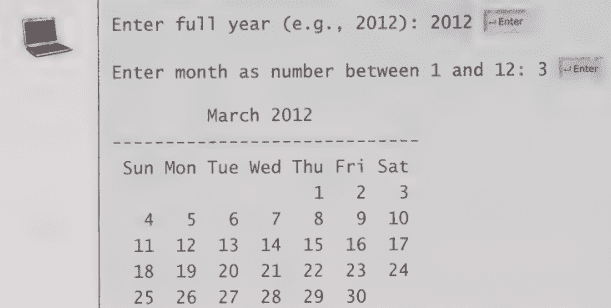 Enter full year (e.g., 2012): 2012 ↵Enter
Enter month as number between 1 and 12: 3 ↵Enter
March 2012
-----------------------------
Sun Mon Tue Wed Thu Fri Sat
1 2 3
4 5 6 7 8 9 10
11 12 13 14 15 16 17
18 19 20 21 22 23 24
25 26 27 28 29 30